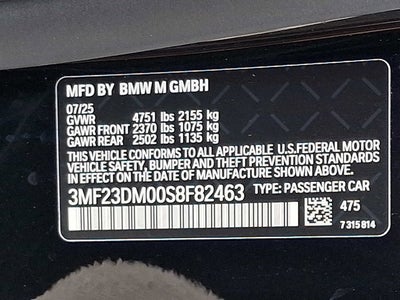 MFD BY BMW M GMBH
07/25
GVWR 4751 lbs 2155 kg
GAWR FRONT 2370 lbs 1075 kg
GAWR REAR 2502 lbs 1135 kg
THIS VEHICLE CONFORMS TO ALL APPLICABLE U.S.FEDERAL MOTOR
VEHICLE SAFETY, BUMPER AND THEFT PREVENTION STANDARDS
IN EFFECT ON THE DATE OF MANUFACTURE SHOWN ABOVE.
3MF23DM00S8F82463 TYPE: PASSENGER CAR
475
7 315 814